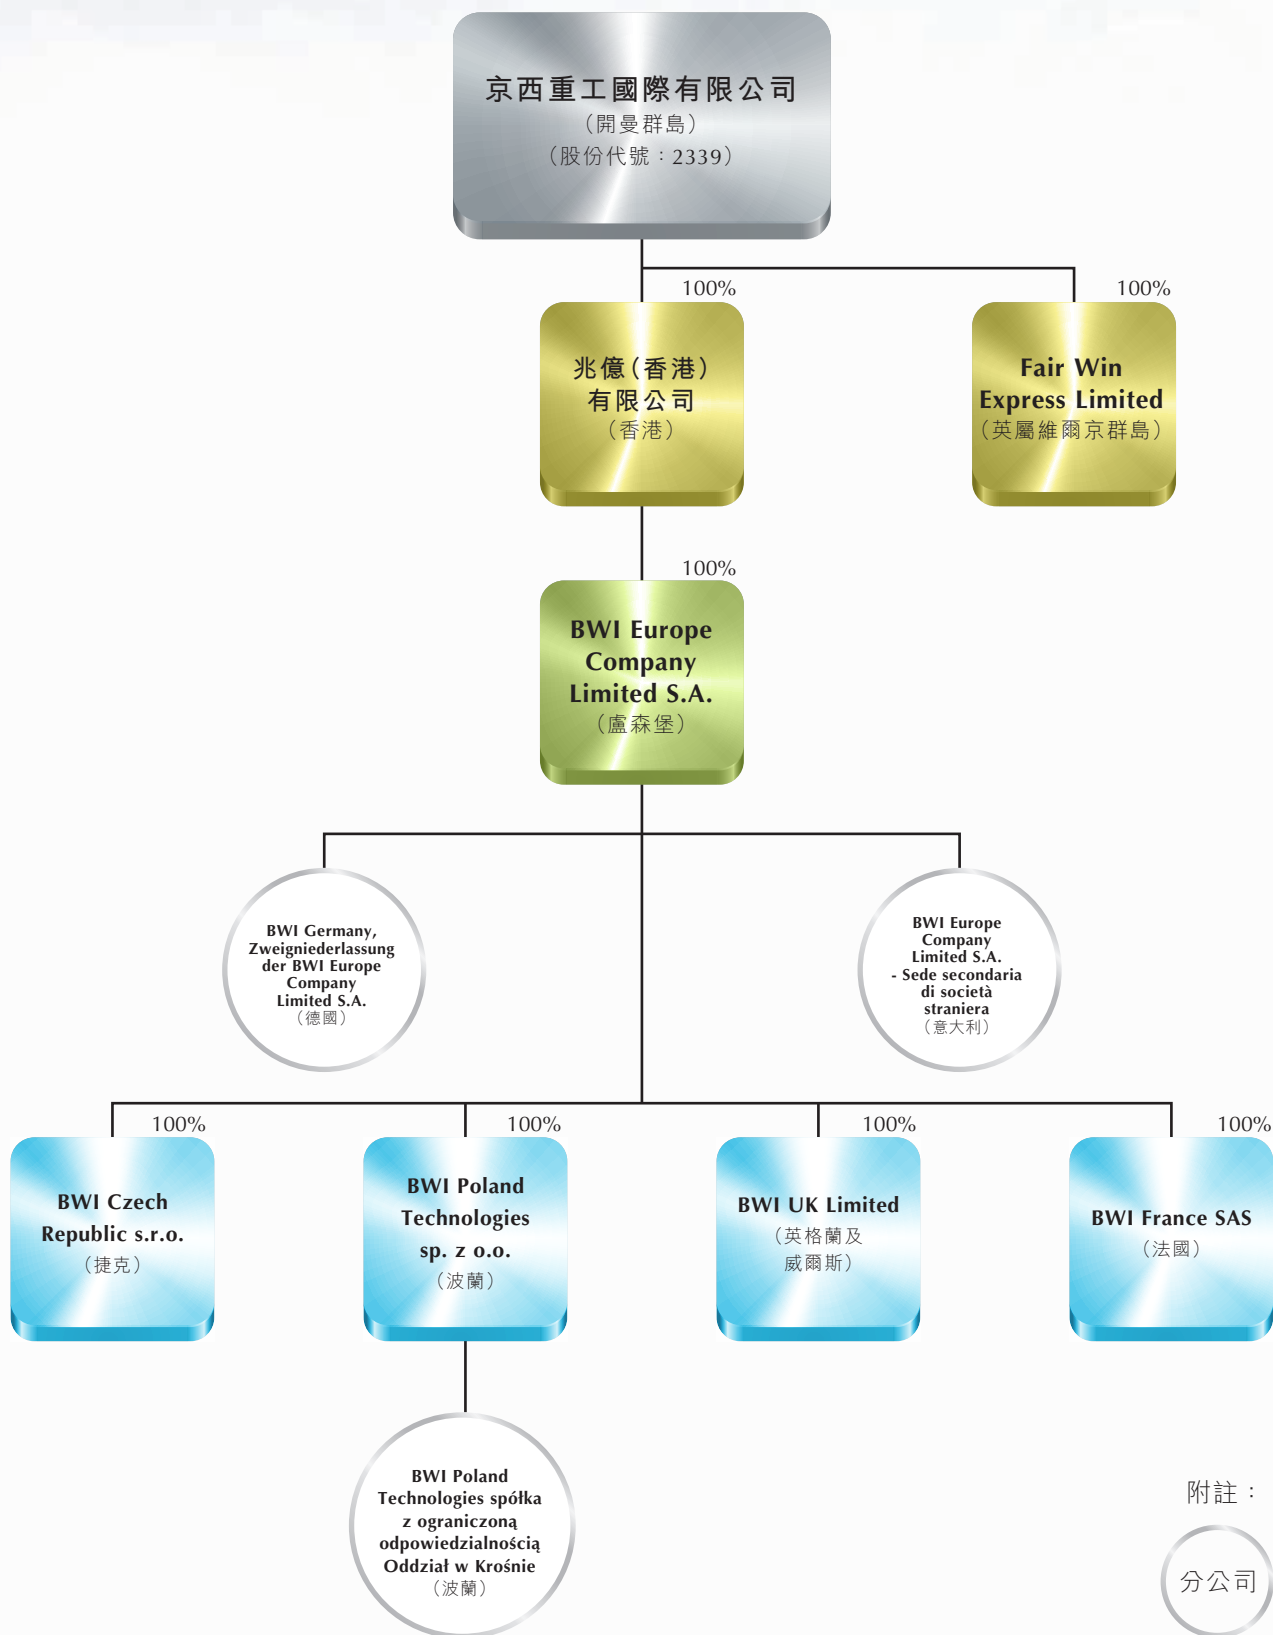 京西重工國際有限公司
（開曼群島）
（股份代號：2339）
100%
100%
兆億（香港）
有限公司
（香港）
Fair Win
Express Limited
（英屬維爾京群島）
100%
BWI Europe
Company
Limited S.A.
（盧森堡）
BWI Germany,
Zweigniederlassung
der BWI Europe
Company
Limited S.A.
（德國）
BWI Europe
Company
Limited S.A.
- Sede secondaria
di società
straniera
（意大利）
100%
100%
100%
100%
BWI Czech
Republic s.r.o.
（捷克）
BWI Poland
Technologies
sp. z o.o.
（波蘭）
BWI UK Limited
（英格蘭及
威爾斯）
BWI France SAS
（法國）
BWI Poland
Technologies spółka
z ograniczoną
odpowiedzialnością
Oddział w Krośnie
（波蘭）
附註：
分公司